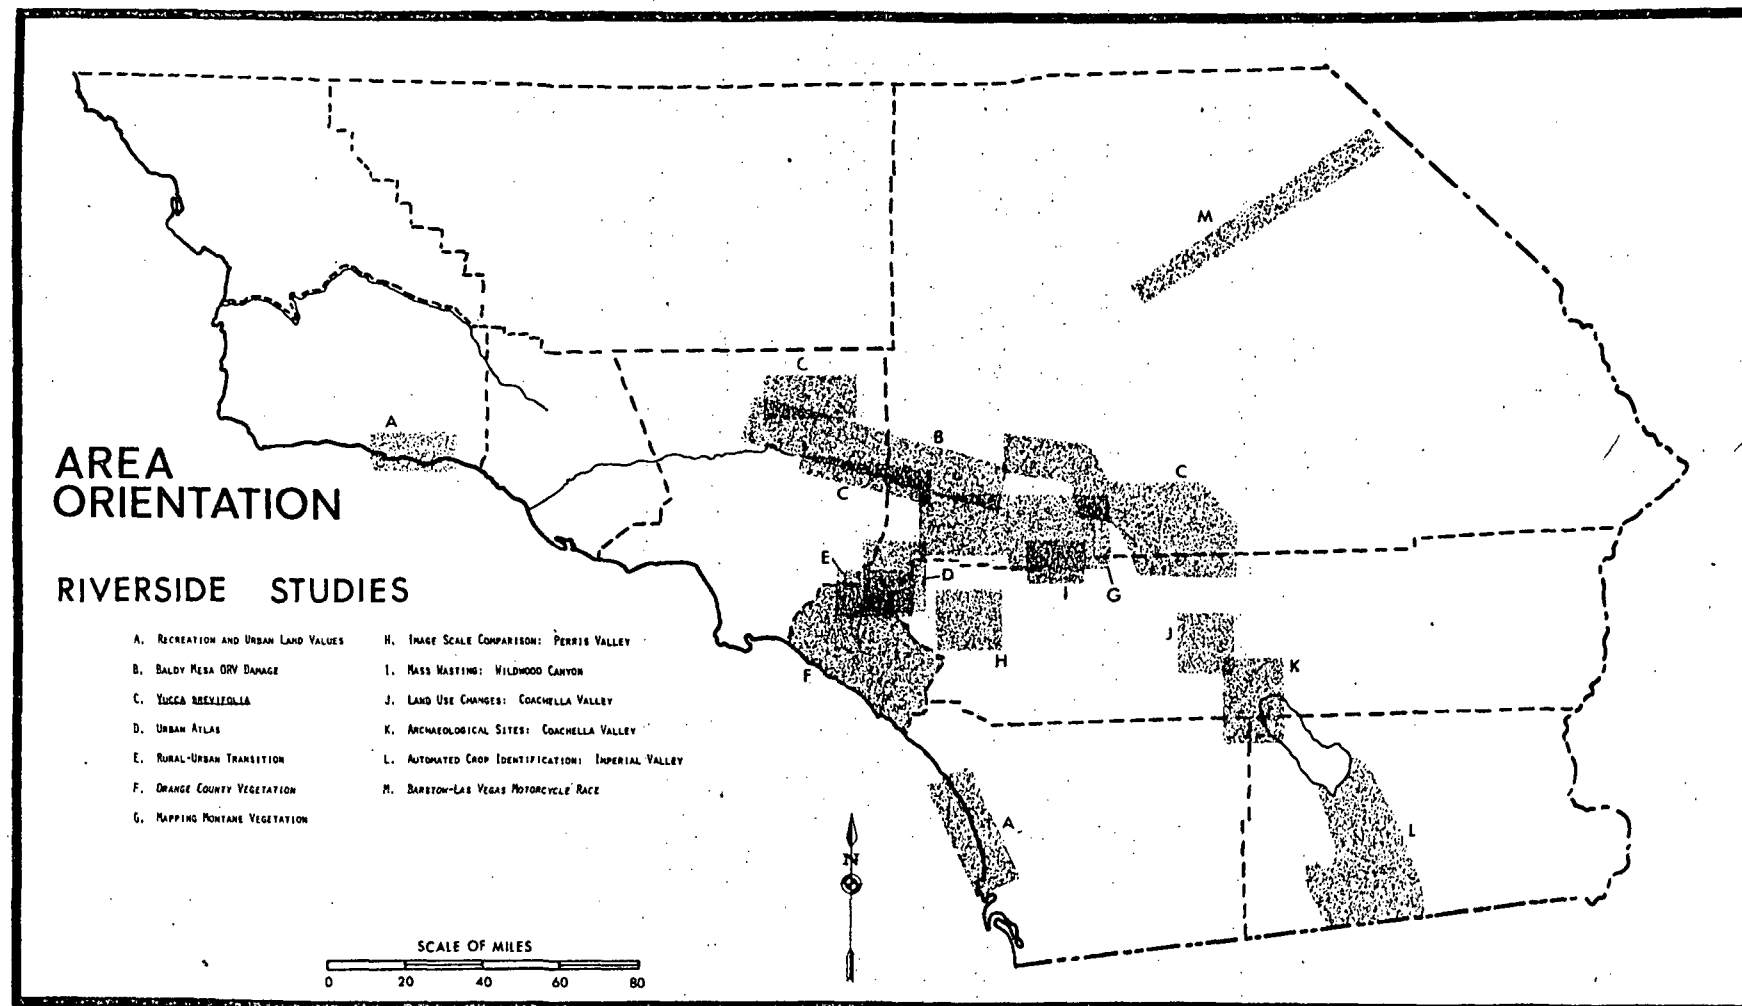 C
M
A
B
AREA
ORIENTATION
C
C
E
D
RIVERSIDE STUDIES
I
G
A. RECREATION AND URBAN LAND VALUES
B. BALDY MESA ORV DAMAGE
C. YUCCA BREVIFOLIA
D. URBAN ATLAS
E. RURAL-URBAN TRANSITION
F. ORANGE COUNTY VEGETATION
G. MAPPING MONTANE VEGETATION
H. IMAGE SCALE COMPARISON: PERRIS VALLEY
I. MASS WASTING: WILDWOOD CANYON
J. LAND USE CHANGES: COACHELLA VALLEY
K. ARCHAEOLOGICAL SITES: COACHELLA VALLEY
L. AUTOMATED CROP IDENTIFICATION: IMPERIAL VALLEY
M. BARSTOW-LAS VEGAS MOTORCYCLE RACE
J
H
K
F
A
L
N
SCALE OF MILES
0 20 40 60 80